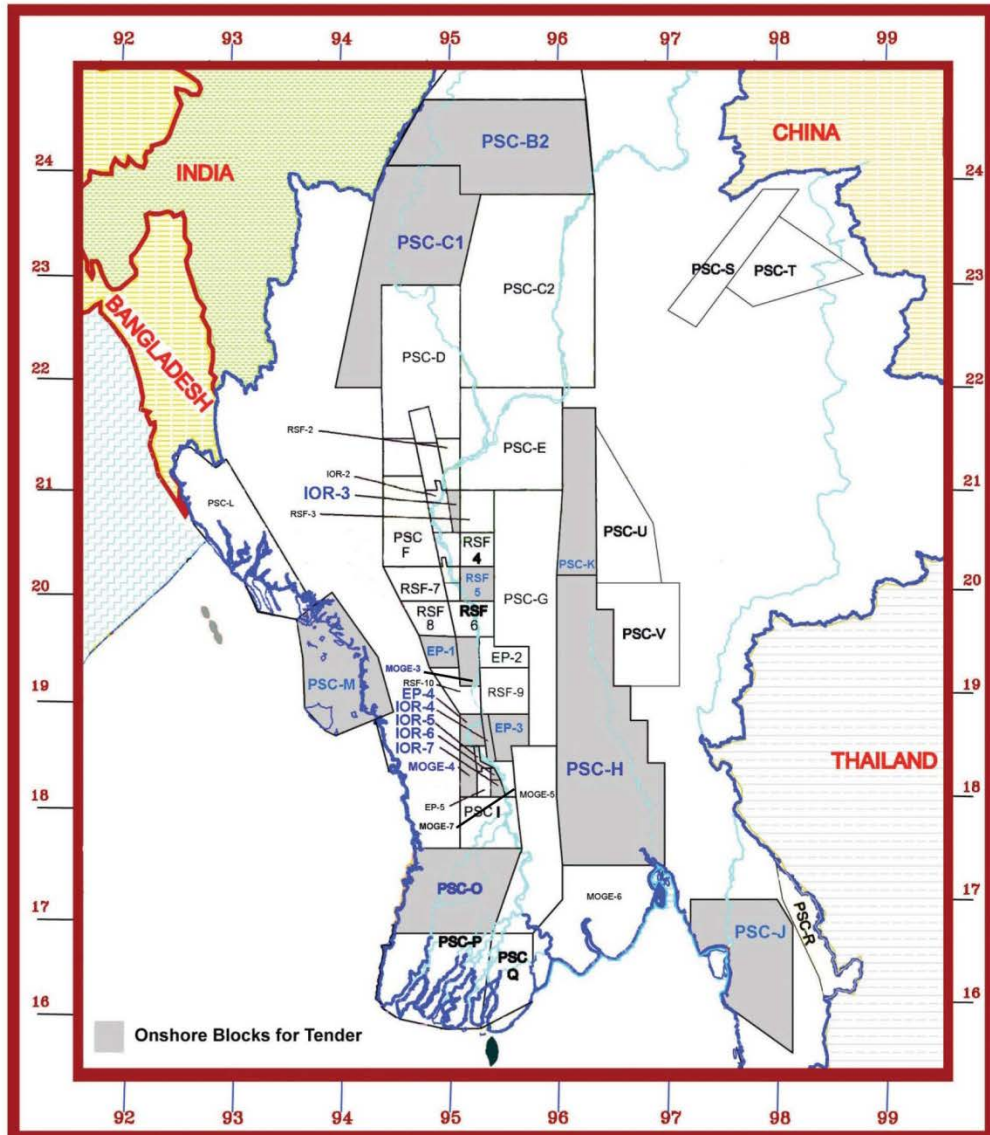 92 93 94 95 96 97 98 99
24
23
22
21
20
19
18
17
16
24
23
22
21
20
19
18
17
16
INDIA
CHINA
BANGLADESH
THAILAND
PSC-B2
PSC-C1
PSC-S
PSC-T
PSC-C2
PSC-D
RSF-2
PSC-E
IOR-2
IOR-3
RSF-3
PSC-L
PSC
F
RSF
4
PSC-U
PSC-K
RSF
5
RSF-7
PSC-G
RSF
8
RSF
6
PSC-V
EP-1
EP-2
MOGE-3
RSF-10
RSF-9
PSC-M
EP-4
IOR-4
IOR-5
IOR-6
IOR-7
EP-3
MOGE-4
PSC-H
MOGE-5
EP-5
PSC I
MOGE-7
PSC-O
MOGE-6
PSC-R
PSC-J
PSC-P
PSC
Q
Onshore Blocks for Tender
92 93 94 95 96 97 98 99